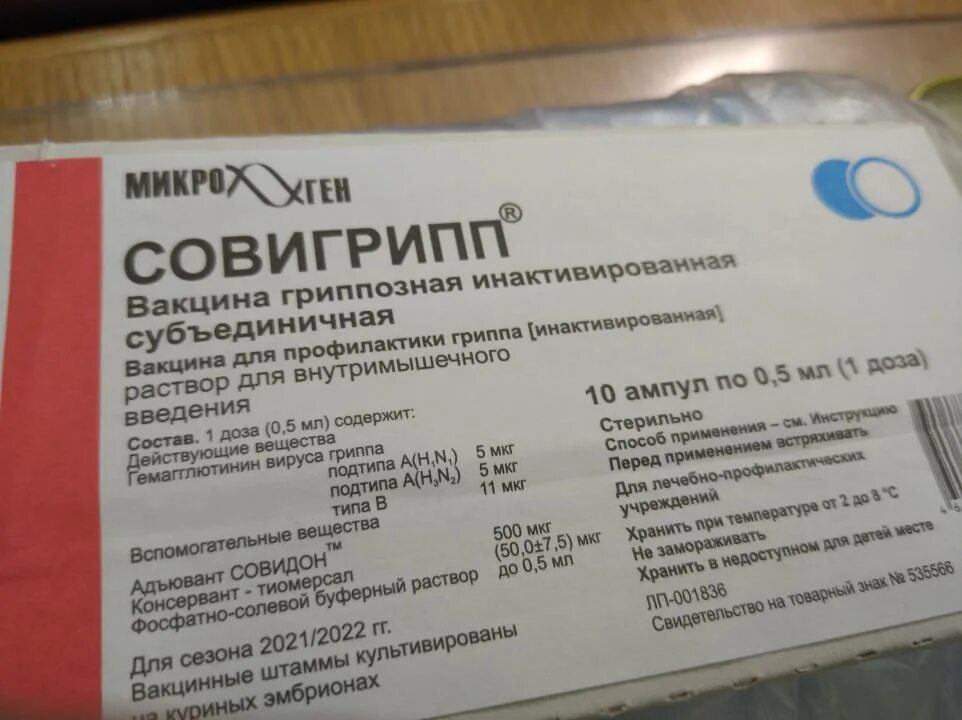 МИКРОГЕН
СОВИГРИПП®
Вакцина гриппозная инактивированная
субъединичная
Вакцина для профилактики гриппа [инактивированная]
раствор для внутримышечного
введения
Состав. 1 доза (0,5 мл) содержит:
Действующие вещества
Гемагглютинин вируса гриппа
подтипа A(H₁N₁) 5 мкг
подтипа A(H₃N₂) 5 мкг
типа B 11 мкг
Вспомогательные вещества
Адъювант СОВИДОН™ 500 мкг
Консервант - тиомерсал (50,0±7,5) мкг
Фосфатно-солевой буферный раствор до 0,5 мл
Для сезона 2021/2022 гг.
Вакцинные штаммы культивированы
на куриных эмбрионах
10 ампул по 0,5 мл (1 доза)
Стерильно
Способ применения – см. Инструкцию
Перед применением встряхивать
Для лечебно-профилактических
учреждений
Хранить при температуре от 2 до 8 °C
Не замораживать
Хранить в недоступном для детей месте
ЛП-001836
Свидетельство на товарный знак № 535566